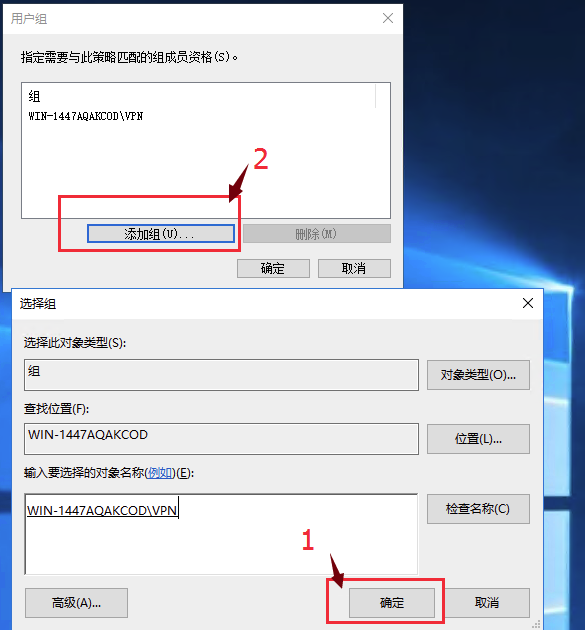 用户组
指定需要与此策略匹配的组成员资格(S)。
组
WIN-1447AQAKCOD\VPN
2
添加组(U)...
删除(M)
确定
取消
选择组
选择此对象类型(S):
组
对象类型(O)...
查找位置(F):
WIN-1447AQAKCOD
位置(L)...
输入要选择的对象名称(例如)(E):
WIN-1447AQAKCOD\VPN
检查名称(C)
1
高级(A)...
确定
取消